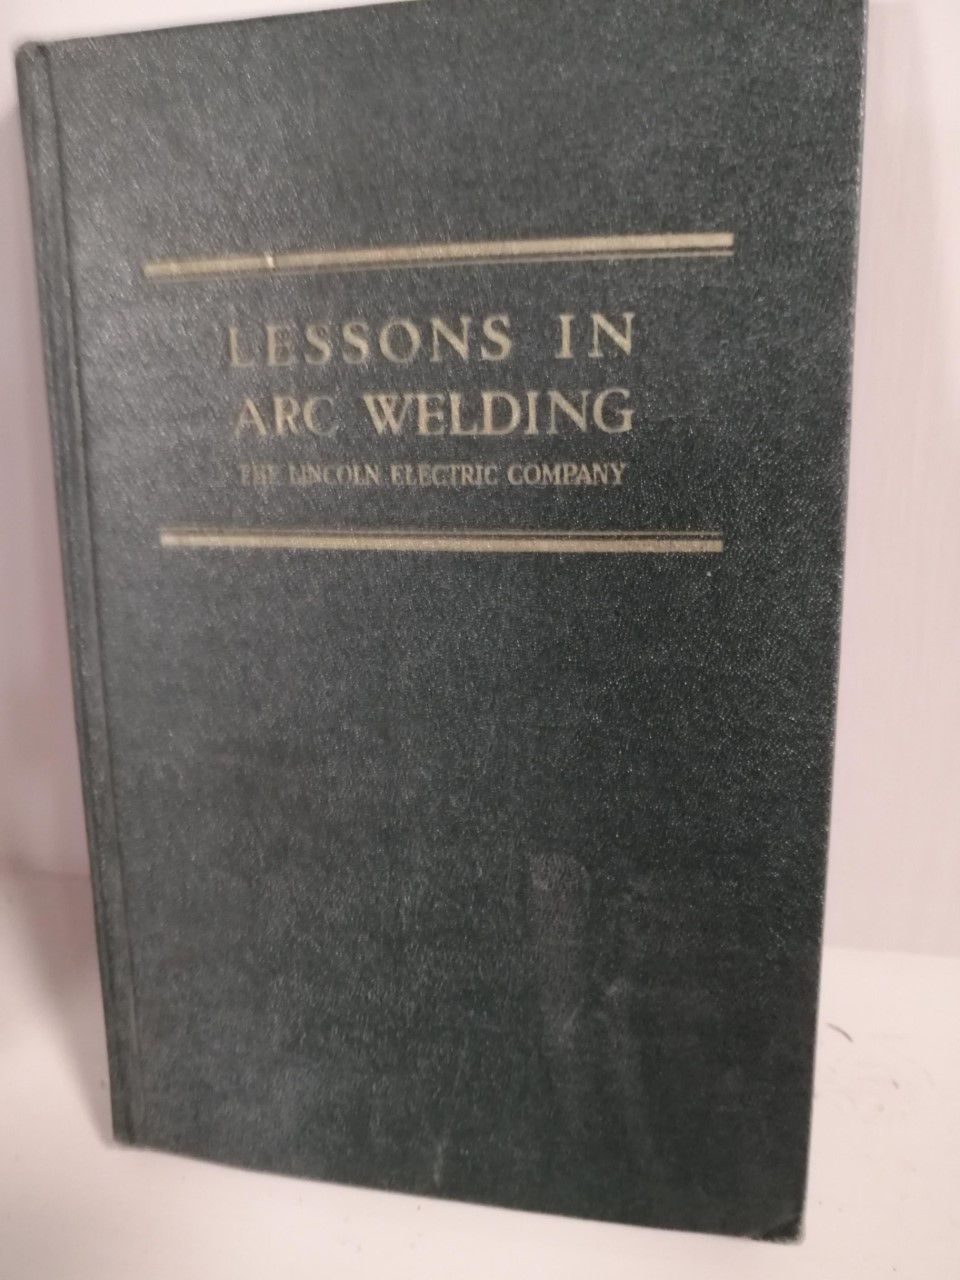 LESSONS IN
ARC WELDING
THE LINCOLN ELECTRIC COMPANY